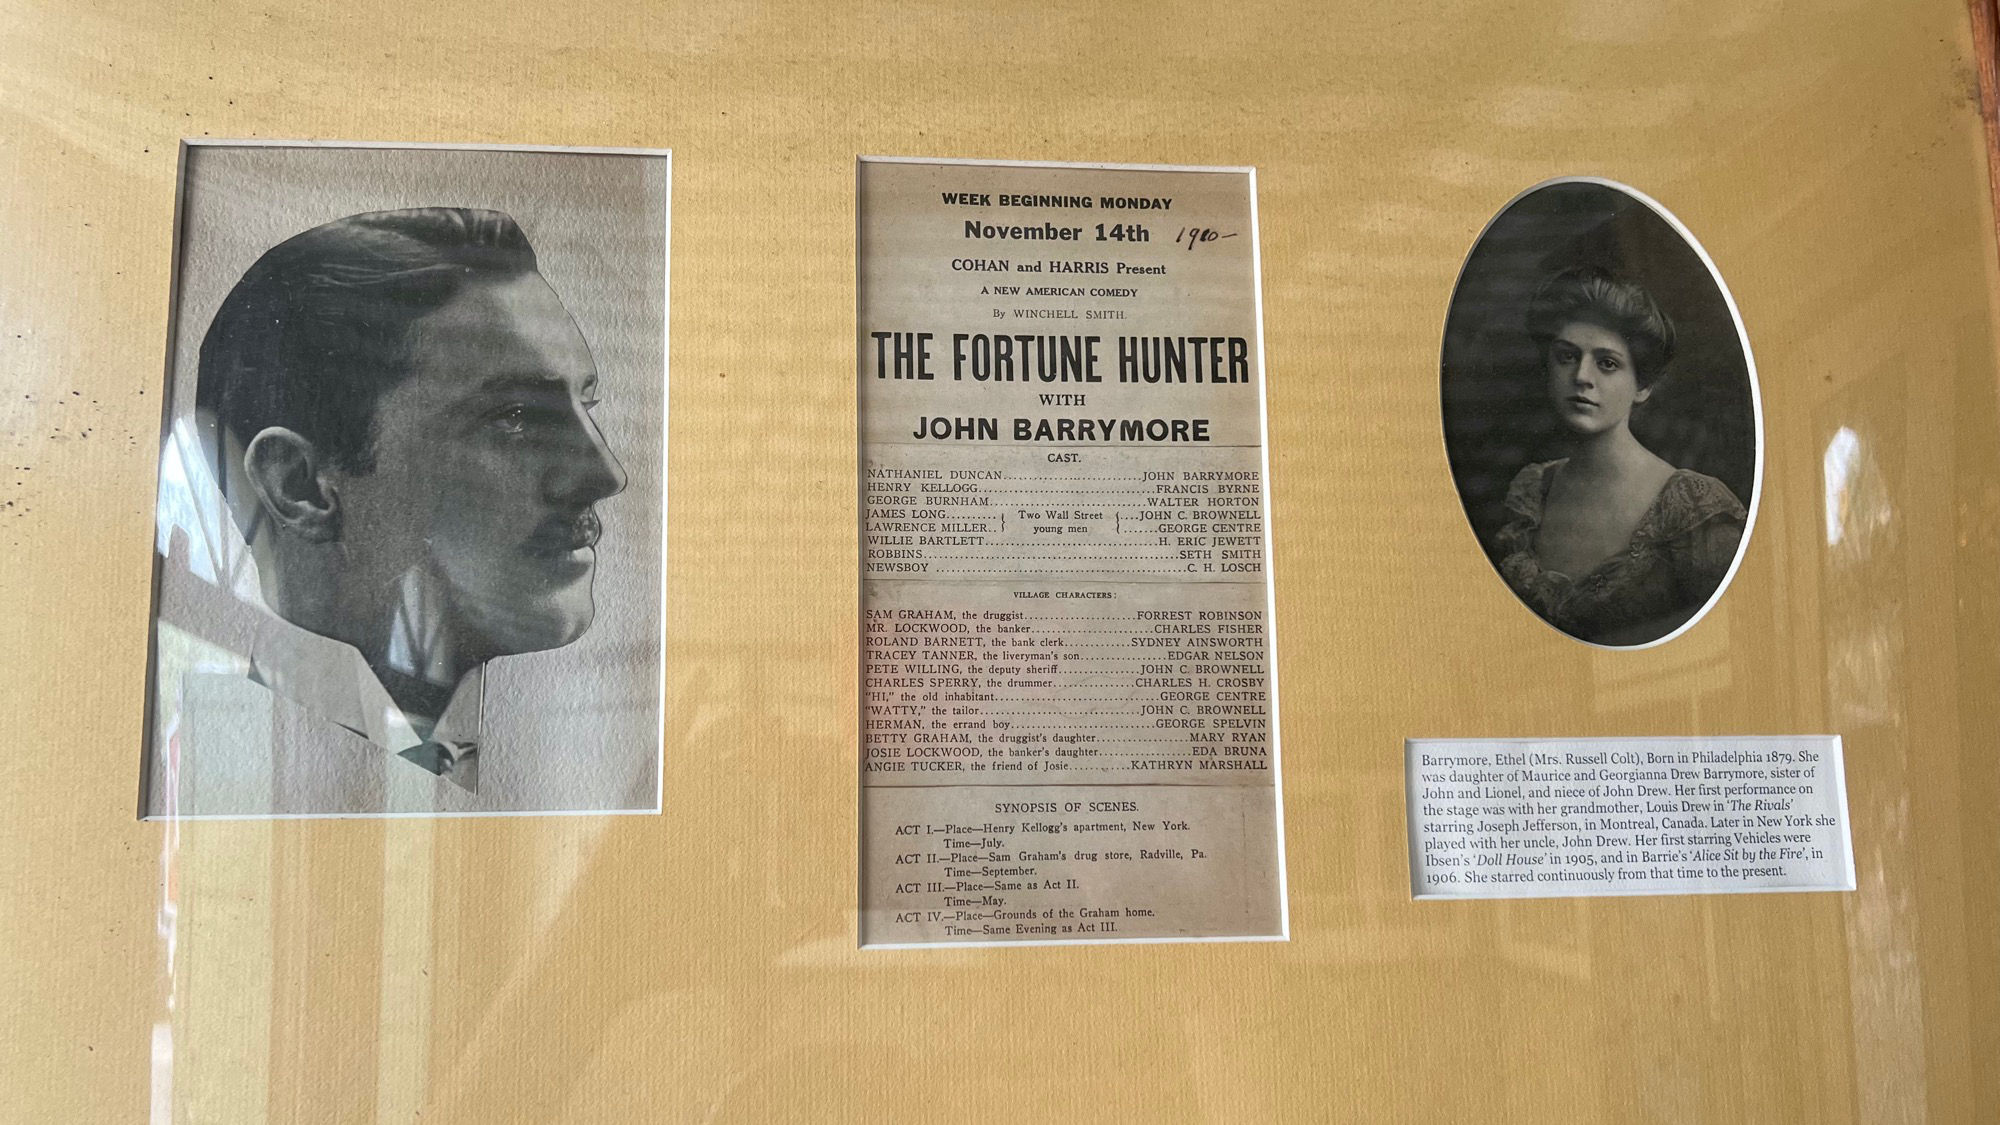 WEEK BEGINNING MONDAY
November 14th 1910—
COHAN and HARRIS Present
A NEW AMERICAN COMEDY
By WINCHELL SMITH.
THE FORTUNE HUNTER
WITH
JOHN BARRYMORE
CAST.
NATHANIEL DUNCAN..........................JOHN BARRYMORE
HENRY KELLOGG..................................FRANCIS BYRNE
GEORGE BURNHAM..............................WALTER HORTON
JAMES LONG.......... } Two Wall Street {....JOHN C. BROWNELL
LAWRENCE MILLER.. } young men {.......GEORGE CENTRE
WILLIE BARTLETT.................................H. ERIC JEWETT
ROBBINS................................................SETH SMITH
NEWSBOY ................................................C. H. LOSCH
VILLAGE CHARACTERS:
SAM GRAHAM, the druggist......................FORREST ROBINSON
MR. LOCKWOOD, the banker.......................CHARLES FISHER
ROLAND BARNETT, the bank clerk.............SYDNEY AINSWORTH
TRACEY TANNER, the liveryman's son................EDGAR NELSON
PETE WILLING, the deputy sheriff................JOHN C. BROWNELL
CHARLES SPERRY, the drummer................CHARLES H. CROSBY
"HI," the old inhabitant................................GEORGE CENTRE
"WATTY," the tailor................................JOHN C. BROWNELL
HERMAN, the errand boy............................GEORGE SPELVIN
BETTY GRAHAM, the druggist's daughter..................MARY RYAN
JOSIE LOCKWOOD, the banker's daughter..................EDA BRUNA
ANGIE TUCKER, the friend of Josie............KATHRYN MARSHALL
SYNOPSIS OF SCENES.
ACT I.—Place—Henry Kellogg's apartment, New York.
Time—July.
ACT II.—Place—Sam Graham's drug store, Radville, Pa.
Time—September.
ACT III.—Place—Same as Act II.
Time—May.
ACT IV.—Place—Grounds of the Graham home.
Time—Same Evening as Act III.
Barrymore, Ethel (Mrs. Russell Colt), Born in Philadelphia 1879. She
was daughter of Maurice and Georgianna Drew Barrymore, sister of
John and Lionel, and niece of John Drew. Her first performance on
the stage was with her grandmother, Louis Drew in 'The Rivals'
starring Joseph Jefferson, in Montreal, Canada. Later in New York she
played with her uncle, John Drew. Her first starring Vehicles were
Ibsen's 'Doll House' in 1905, and in Barrie's 'Alice Sit by the Fire', in
1906. She starred continuously from that time to the present.